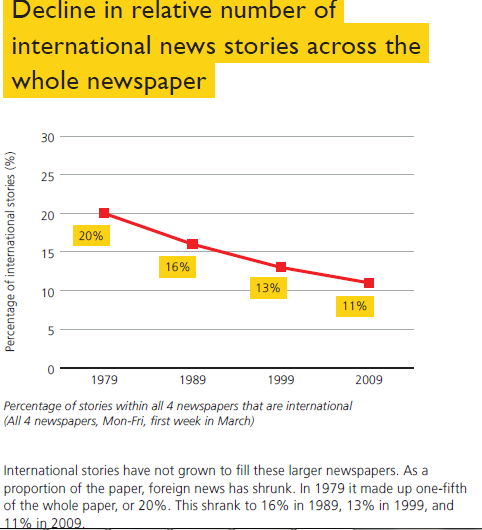 Decline in relative number of
international news stories across the
whole newspaper
Percentage of international stories (%)
30
25
20
15
10
5
0
20%
16%
13%
11%
1979 1989 1999 2009
Percentage of stories within all 4 newspapers that are international
(All 4 newspapers, Mon-Fri, first week in March)
International stories have not grown to fill these larger newspapers. As a
proportion of the paper, foreign news has shrunk. In 1979 it made up one-fifth
of the whole paper, or 20%. This shrank to 16% in 1989, 13% in 1999, and
11% in 2009.